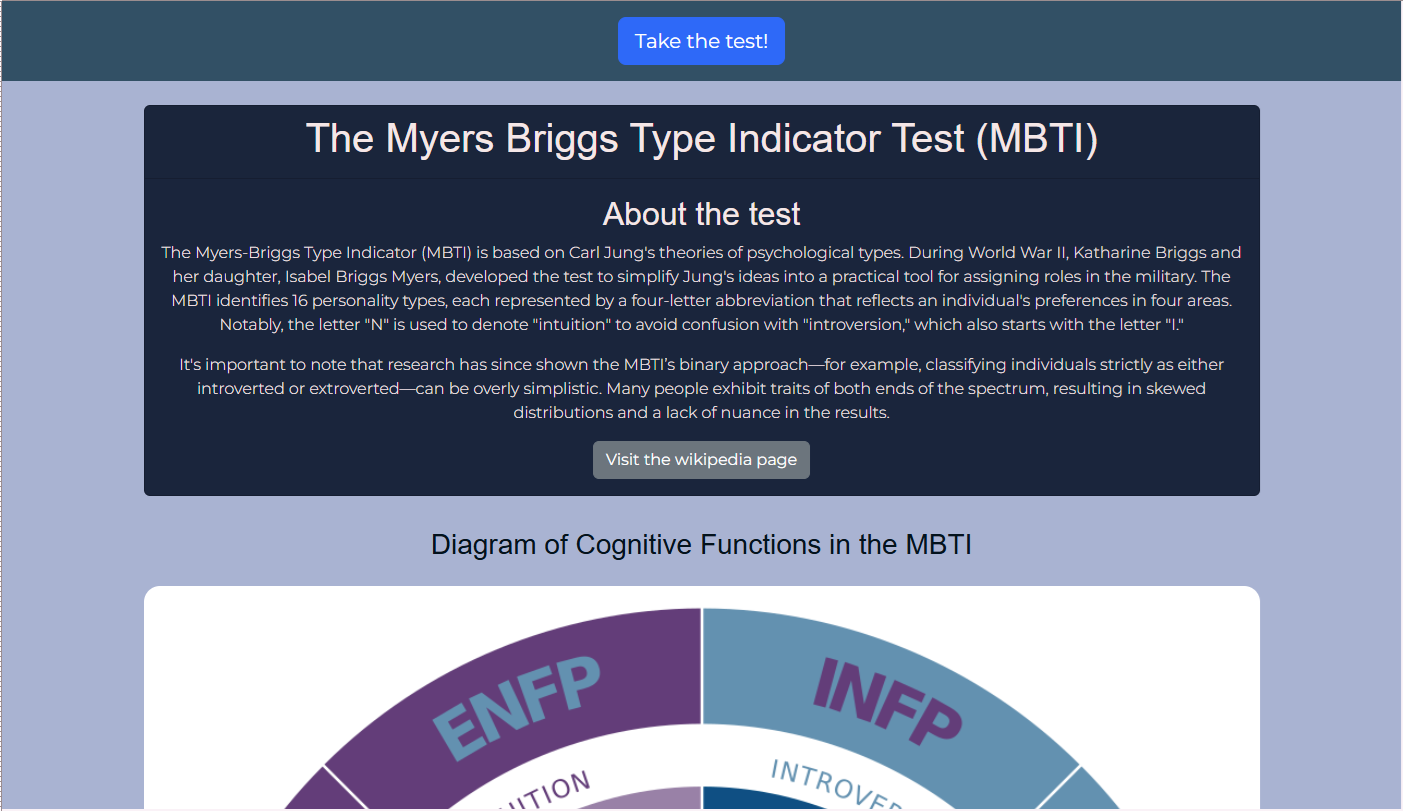 Take the test!
The Myers Briggs Type Indicator Test (MBTI)
About the test
The Myers-Briggs Type Indicator (MBTI) is based on Carl Jung's theories of psychological types. During World War II, Katharine Briggs and
her daughter, Isabel Briggs Myers, developed the test to simplify Jung's ideas into a practical tool for assigning roles in the military. The
MBTI identifies 16 personality types, each represented by a four-letter abbreviation that reflects an individual's preferences in four areas.
Notably, the letter "N" is used to denote "intuition" to avoid confusion with "introversion," which also starts with the letter "I."
It's important to note that research has since shown the MBTI’s binary approach—for example, classifying individuals strictly as either
introverted or extroverted—can be overly simplistic. Many people exhibit traits of both ends of the spectrum, resulting in skewed
distributions and a lack of nuance in the results.
Visit the wikipedia page
Diagram of Cognitive Functions in the MBTI
ENFP
INFP